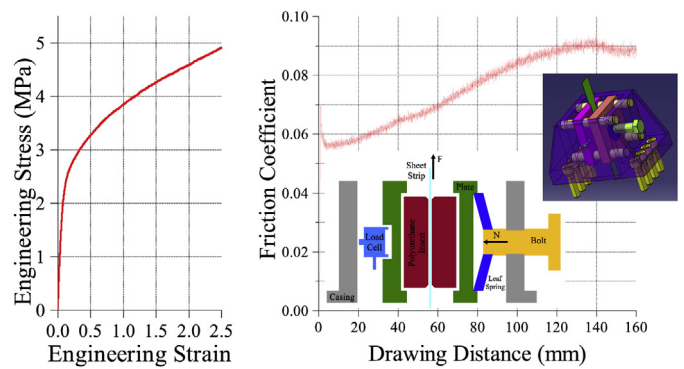 5
4
3
2
1
0
0.0 0.5 1.0 1.5 2.0 2.5
Engineering Stress (MPa)
Engineering Strain
0.10
0.08
0.06
0.04
0.02
0.00
0 20 40 60 80 100 120 140 160
Friction Coefficient
Drawing Distance (mm)
Sheet
Strip
F
Plate
Load
Cell
Polyurethane
Insert
N
Bolt
Leaf
Spring
Casing